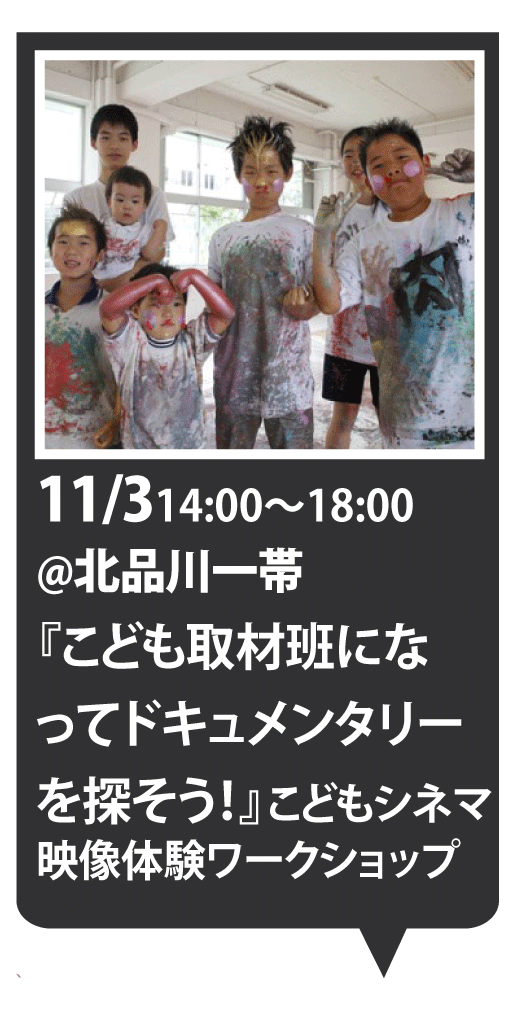 11/3 14:00〜18:00
@北品川一帯
『こども取材班にな
ってドキュメンタリー
を探そう!』こどもシネマ
映像体験ワークショップ
、